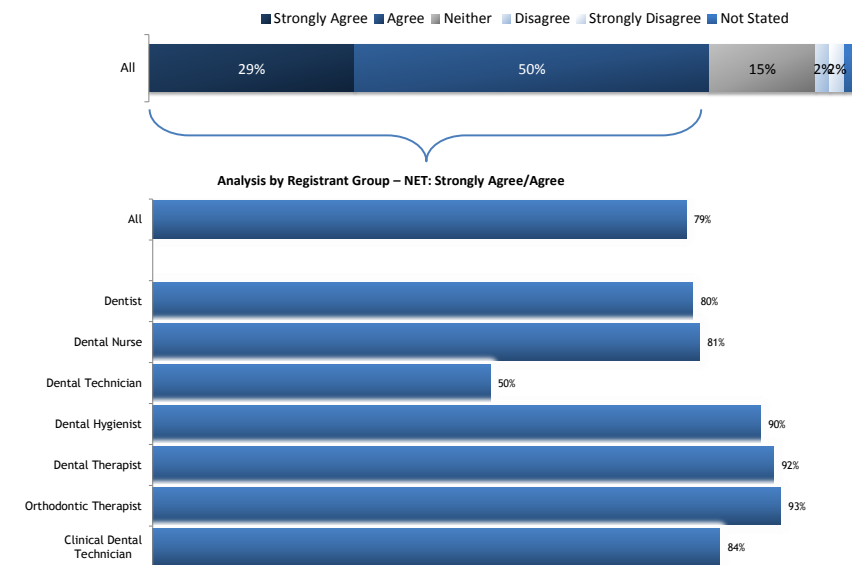 Strongly Agree Agree Neither Disagree Strongly Disagree Not Stated
All 29% 50% 15% 2% 2%
Analysis by Registrant Group – NET: Strongly Agree/Agree
All 79%
Dentist 80%
Dental Nurse 81%
Dental Technician 50%
Dental Hygienist 90%
Dental Therapist 92%
Orthodontic Therapist 93%
Clinical Dental
Technician 84%